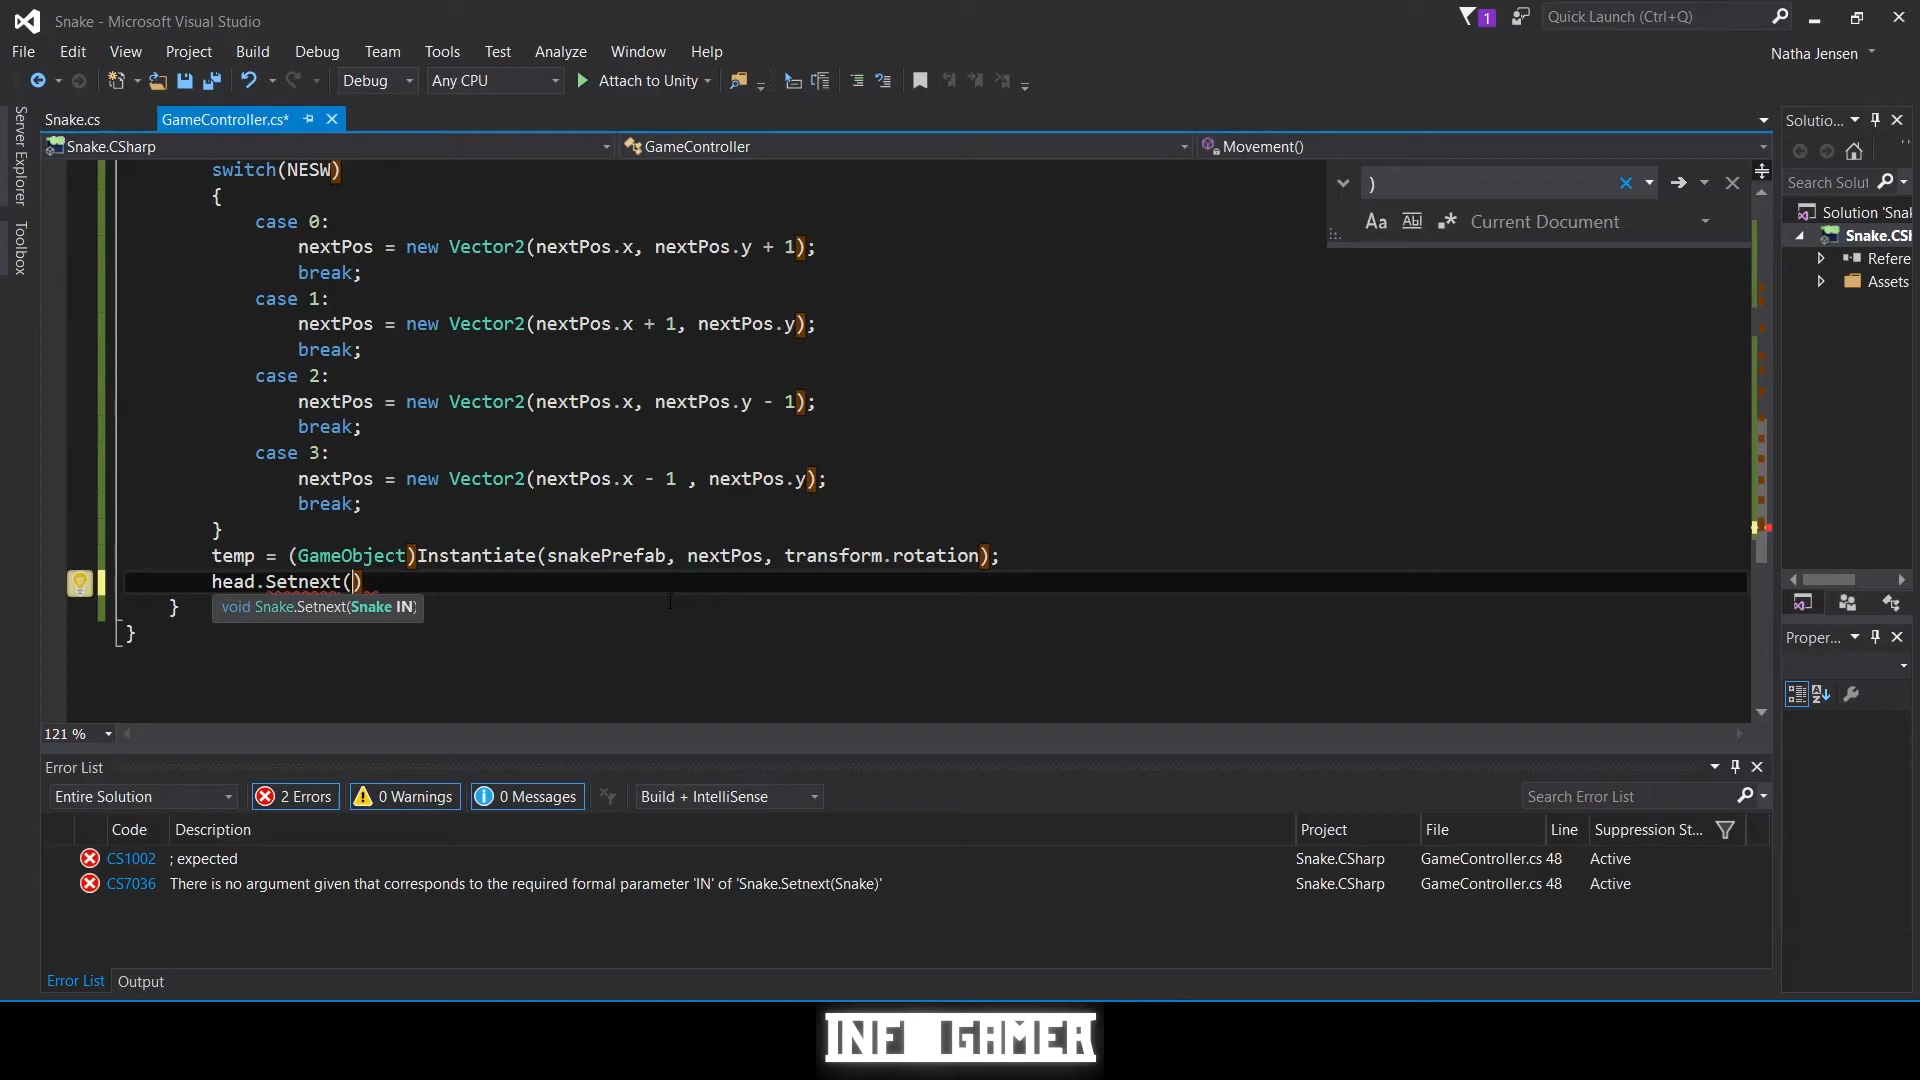 Snake - Microsoft Visual Studio
1
Quick Launch (Ctrl+Q)
File Edit View Project Build Debug Team Tools Test Analyze Window Help
Natha Jensen
Debug Any CPU Attach to Unity
Server Explorer
Toolbox
Snake.cs GameController.cs*
Snake.CSharp GameController Movement()
switch(NESW)
{
case 0:
nextPos = new Vector2(nextPos.x, nextPos.y + 1);
break;
case 1:
nextPos = new Vector2(nextPos.x + 1, nextPos.y);
break;
case 2:
nextPos = new Vector2(nextPos.x, nextPos.y - 1);
break;
case 3:
nextPos = new Vector2(nextPos.x - 1 , nextPos.y);
break;
}
temp = (GameObject)Instantiate(snakePrefab, nextPos, transform.rotation);
head.Setnext()
void Snake.Setnext(Snake IN)
}
}
)
Aa Abl Current Document
Solutio...
Search Solut
Solution 'Snal
Snake.CSh
Refere
Assets
Proper...
121 %
Error List
Entire Solution 2 Errors 0 Warnings 0 Messages Build + IntelliSense Search Error List
Code Description Project File Line Suppression St...
CS1002 ; expected Snake.CSharp GameController.cs 48 Active
CS7036 There is no argument given that corresponds to the required formal parameter 'IN' of 'Snake.Setnext(Snake)' Snake.CSharp GameController.cs 48 Active
Error List Output
INF GAMER